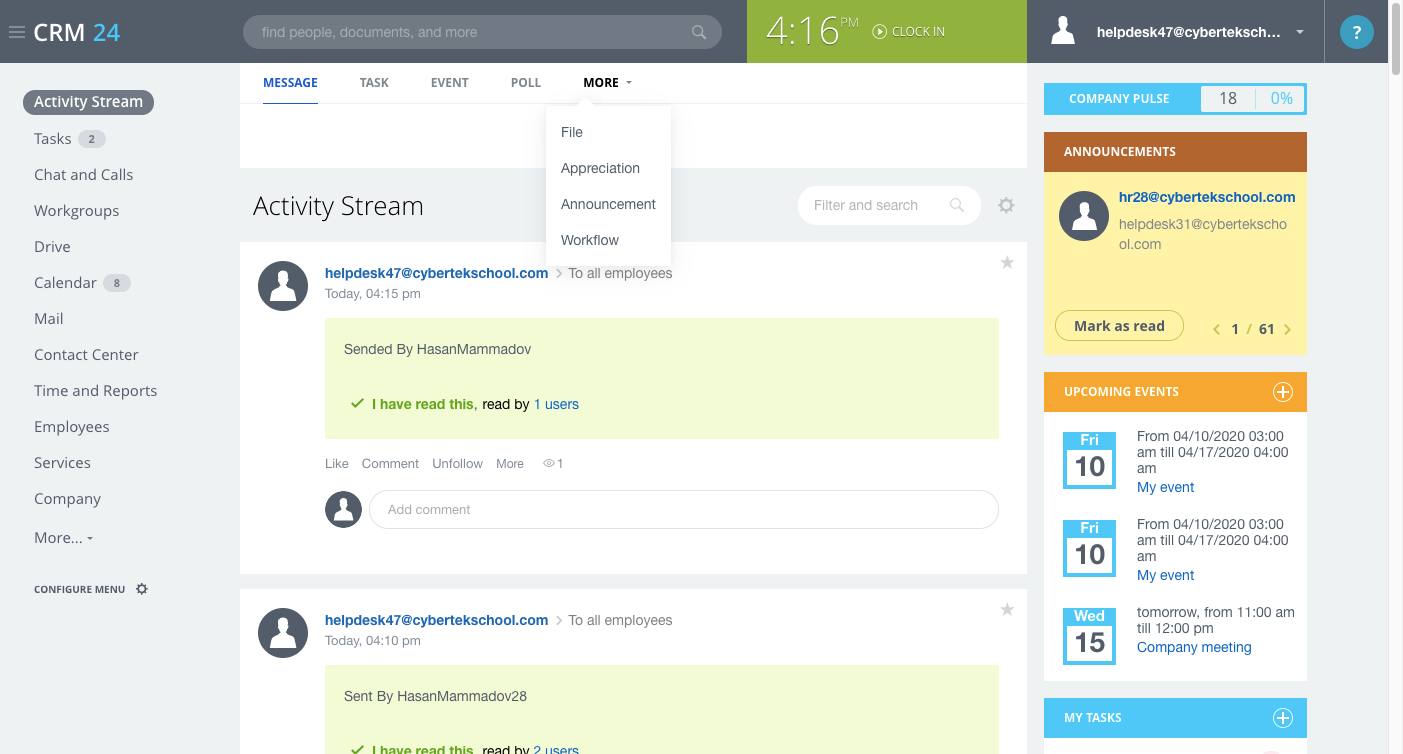 CRM 24
find people, documents, and more
4:16 PM
CLOCK IN
helpdesk47@cyberteksch...
?
Activity Stream
Tasks 2
Chat and Calls
Workgroups
Drive
Calendar 8
Mail
Contact Center
Time and Reports
Employees
Services
Company
More...
CONFIGURE MENU
MESSAGE
TASK
EVENT
POLL
MORE
File
Appreciation
Announcement
Workflow
Activity Stream
Filter and search
helpdesk47@cybertekschool.com > To all employees
Today, 04:15 pm
Sended By HasanMammadov
I have read this, read by 1 users
Like Comment Unfollow More 1
Add comment
helpdesk47@cybertekschool.com > To all employees
Today, 04:10 pm
Sent By HasanMammadov28
I have read this, read by 2 users
COMPANY PULSE 18 0%
ANNOUNCEMENTS
hr28@cybertekschool.com
helpdesk31@cybertekscho
ol.com
Mark as read
1 / 61
UPCOMING EVENTS
Fri
10
From 04/10/2020 03:00
am till 04/17/2020 04:00
am
My event
Fri
10
From 04/10/2020 03:00
am till 04/17/2020 04:00
am
My event
Wed
15
tomorrow, from 11:00 am
till 12:00 pm
Company meeting
MY TASKS